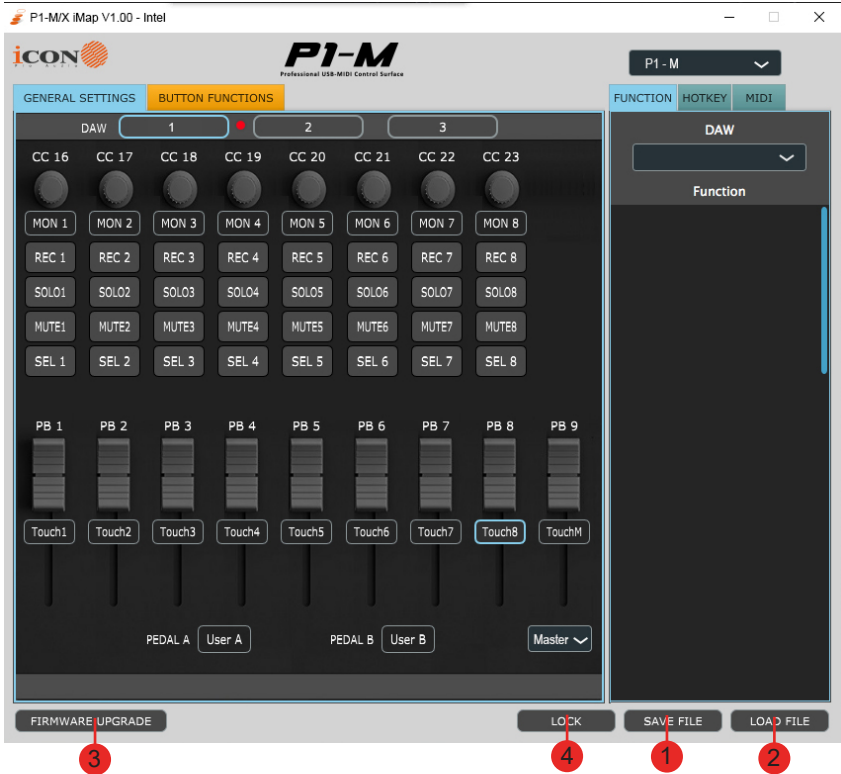 P1-M/X iMap V1.00 - Intel
icon
Pro Audio
P1-M
Professional USB-MIDI Control Surface
P1 - M
GENERAL SETTINGS BUTTON FUNCTIONS
FUNCTION HOTKEY MIDI
DAW 1 2 3
DAW
CC 16 CC 17 CC 18 CC 19 CC 20 CC 21 CC 22 CC 23
Function
MON 1 MON 2 MON 3 MON 4 MON 5 MON 6 MON 7 MON 8
REC 1 REC 2 REC 3 REC 4 REC 5 REC 6 REC 7 REC 8
SOLO1 SOLO2 SOLO3 SOLO4 SOLO5 SOLO6 SOLO7 SOLO8
MUTE1 MUTE2 MUTE3 MUTE4 MUTE5 MUTE6 MUTE7 MUTE8
SEL 1 SEL 2 SEL 3 SEL 4 SEL 5 SEL 6 SEL 7 SEL 8
PB 1 PB 2 PB 3 PB 4 PB 5 PB 6 PB 7 PB 8 PB 9
Touch1 Touch2 Touch3 Touch4 Touch5 Touch6 Touch7 Touch8 TouchM
PEDAL A User A PEDAL B User B Master
FIRMWARE UPGRADE LOCK SAVE FILE LOAD FILE
3 4 1 2